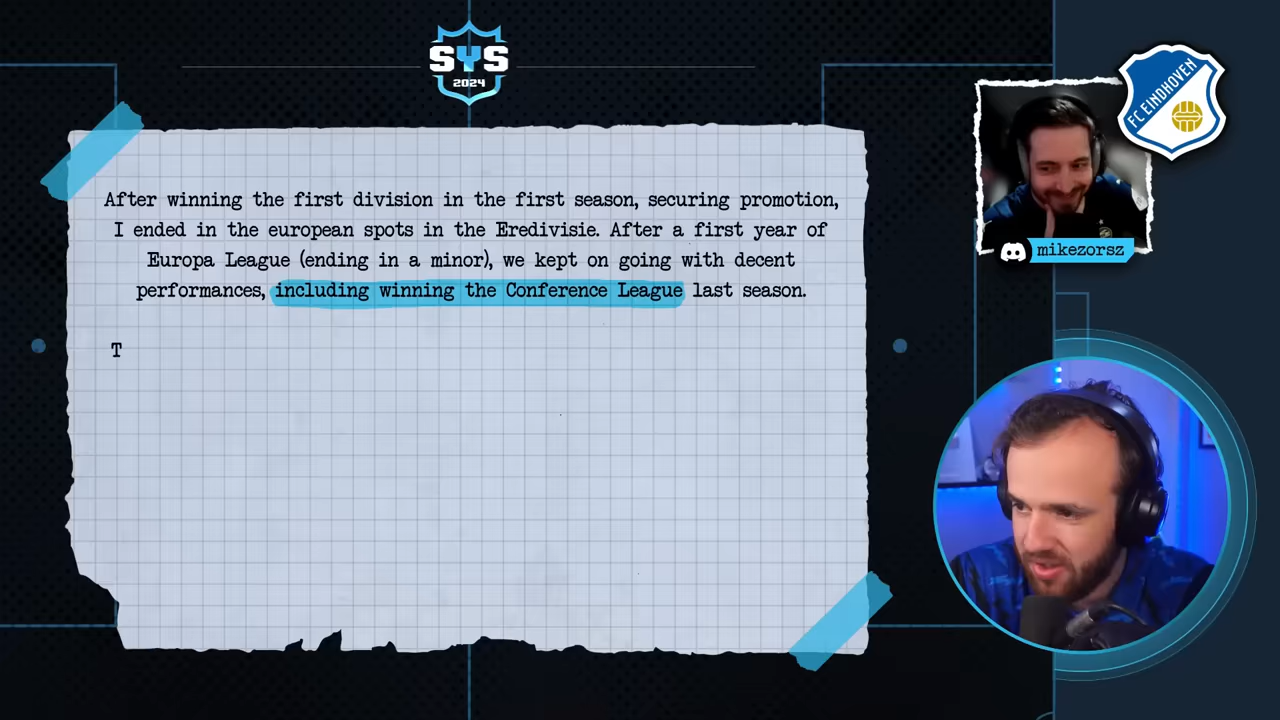 SYS
2024
FC EINDHOVEN
After winning the first division in the first season, securing promotion,
I ended in the european spots in the Eredivisie. After a first year of
Europa League (ending in a minor), we kept on going with decent
performances, including winning the Conference League last season.
T
mikezorsz